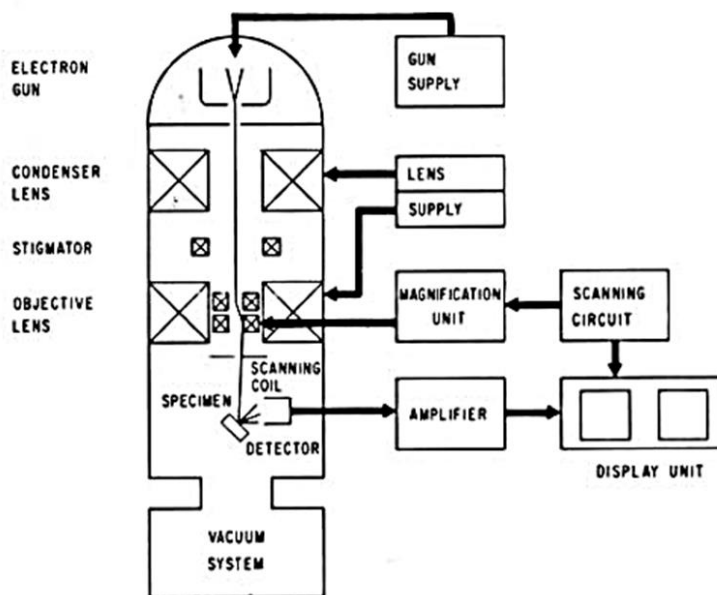 ELECTRON
GUN
GUN
SUPPLY
CONDENSER
LENS
LENS
SUPPLY
STIGMATOR
OBJECTIVE
LENS
MAGNIFICATION
UNIT
SCANNING
CIRCUIT
SCANNING
COIL
SPECIMEN
AMPLIFIER
DETECTOR
DISPLAY UNIT
VACUUM
SYSTEM